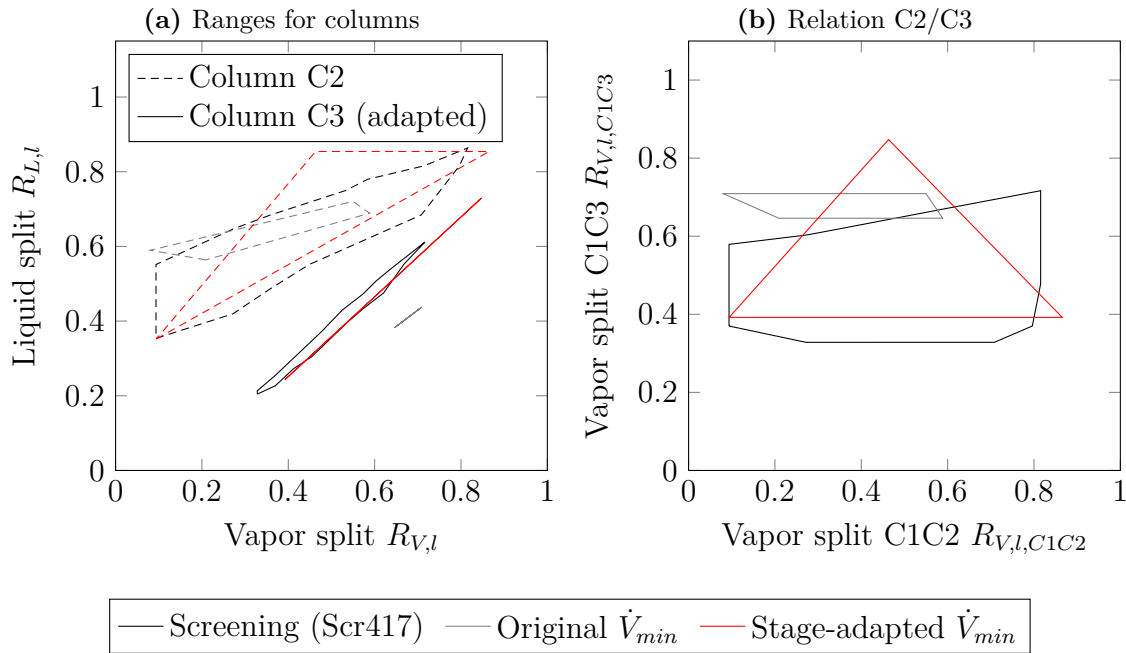 (a) Ranges for columns
1
0.8
0.6
0.4
0.2
0
0 0.2 0.4 0.6 0.8 1
Liquid split R_{L,l}
Vapor split R_{V,l}
Column C2
Column C3 (adapted)
(b) Relation C2/C3
1
0.8
0.6
0.4
0.2
0
0 0.2 0.4 0.6 0.8 1
Vapor split C1C3 R_{V,l,C1C3}
Vapor split C1C2 R_{V,l,C1C2}
Screening (Scr417) Original V̇_{min} Stage-adapted V̇_{min}